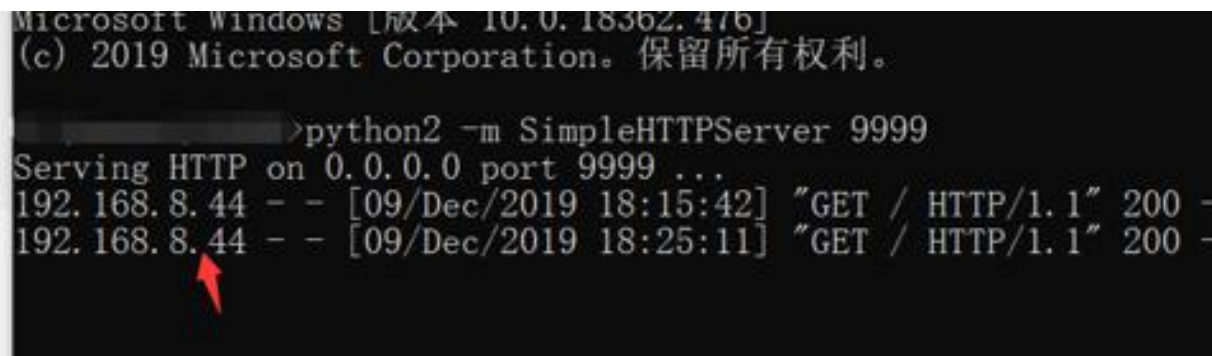 Microsoft Windows [版本 10.0.18362.476]
(c) 2019 Microsoft Corporation。保留所有权利。
>python2 -m SimpleHTTPServer 9999
Serving HTTP on 0.0.0.0 port 9999 ...
192.168.8.44 - - [09/Dec/2019 18:15:42] "GET / HTTP/1.1" 200 -
192.168.8.44 - - [09/Dec/2019 18:25:11] "GET / HTTP/1.1" 200 -